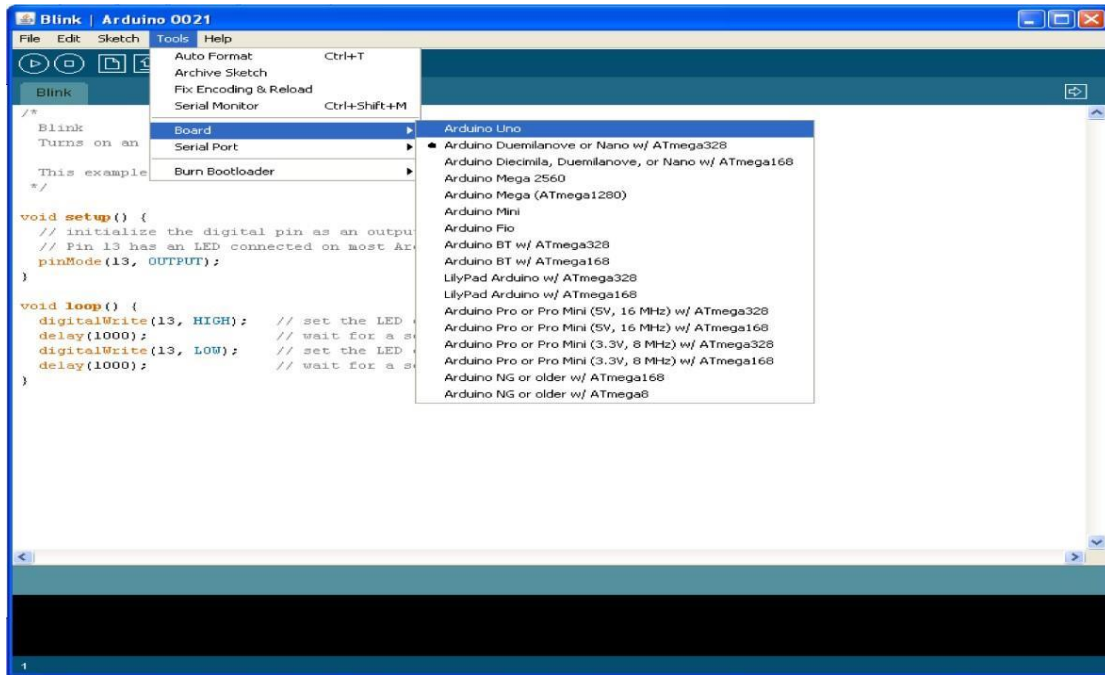 Blink | Arduino 0021
File Edit Sketch Tools Help
Auto Format Ctrl+T
Archive Sketch
Fix Encoding & Reload
Serial Monitor Ctrl+Shift+M
Board
Serial Port
Burn Bootloader
Arduino Uno
Arduino Duemilanove or Nano w/ ATmega328
Arduino Diecimila, Duemilanove, or Nano w/ ATmega168
Arduino Mega 2560
Arduino Mega (ATmega1280)
Arduino Mini
Arduino Fio
Arduino BT w/ ATmega328
Arduino BT w/ ATmega168
LilyPad Arduino w/ ATmega328
LilyPad Arduino w/ ATmega168
Arduino Pro or Pro Mini (5V, 16 MHz) w/ ATmega328
Arduino Pro or Pro Mini (5V, 16 MHz) w/ ATmega168
Arduino Pro or Pro Mini (3.3V, 8 MHz) w/ ATmega328
Arduino Pro or Pro Mini (3.3V, 8 MHz) w/ ATmega168
Arduino NG or older w/ ATmega168
Arduino NG or older w/ ATmega8
Blink
/*
Blink
Turns on an
This example
*/
void setup() {
// initialize the digital pin as an outpu
// Pin 13 has an LED connected on most Ar
pinMode(13, OUTPUT);
}
void loop() {
digitalWrite(13, HIGH); // set the LED
delay(1000); // wait for a s
digitalWrite(13, LOW); // set the LED
delay(1000); // wait for a s
}
1